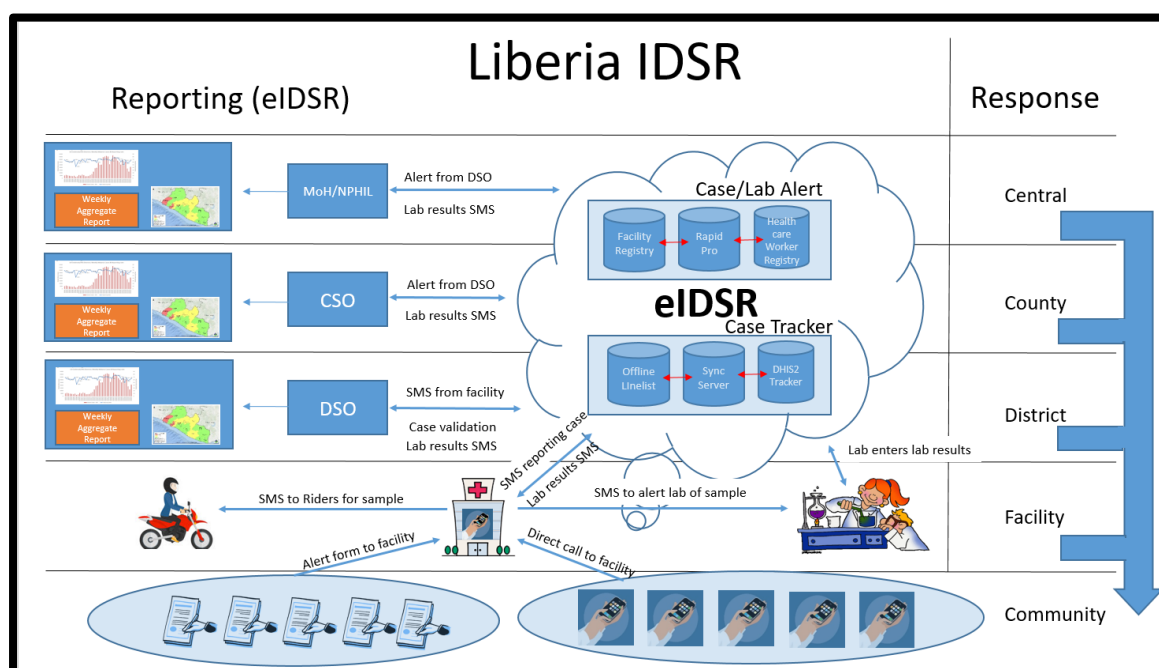 Liberia IDSR
Reporting (eIDSR)
Response
Weekly
Aggregate
Report
MoH/NPHIL
Alert from DSO
Lab results SMS
Case/Lab Alert
Facility
Registry
Rapid
Pro
Health
care
Worker
Registry
Central
Weekly
Aggregate
Report
CSO
Alert from DSO
Lab results SMS
eIDSR
County
Case Tracker
Offline
LInelist
Sync
Server
DHIS2
Tracker
Weekly
Aggregate
Report
DSO
SMS from facility
Case validation
Lab results SMS
District
SMS reporting case
Lab results SMS
Lab enters lab results
SMS to Riders for sample
SMS to alert lab of sample
Facility
Alert form to facility
Direct call to facility
Community